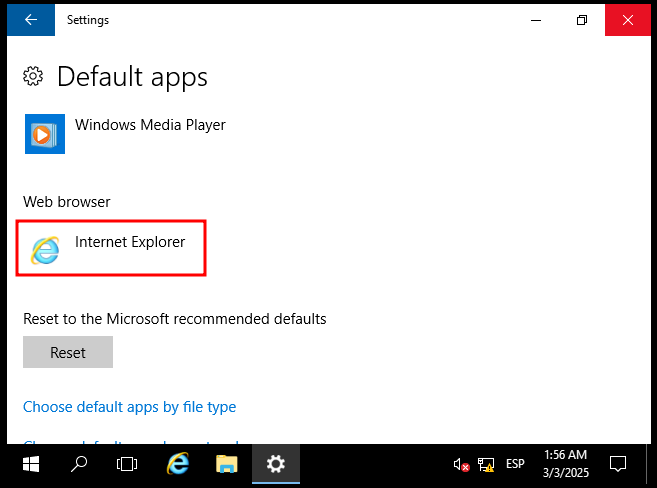 Settings
Default apps
Windows Media Player
Web browser
Internet Explorer
Reset to the Microsoft recommended defaults
Reset
Choose default apps by file type
ESP
1:56 AM
3/3/2025